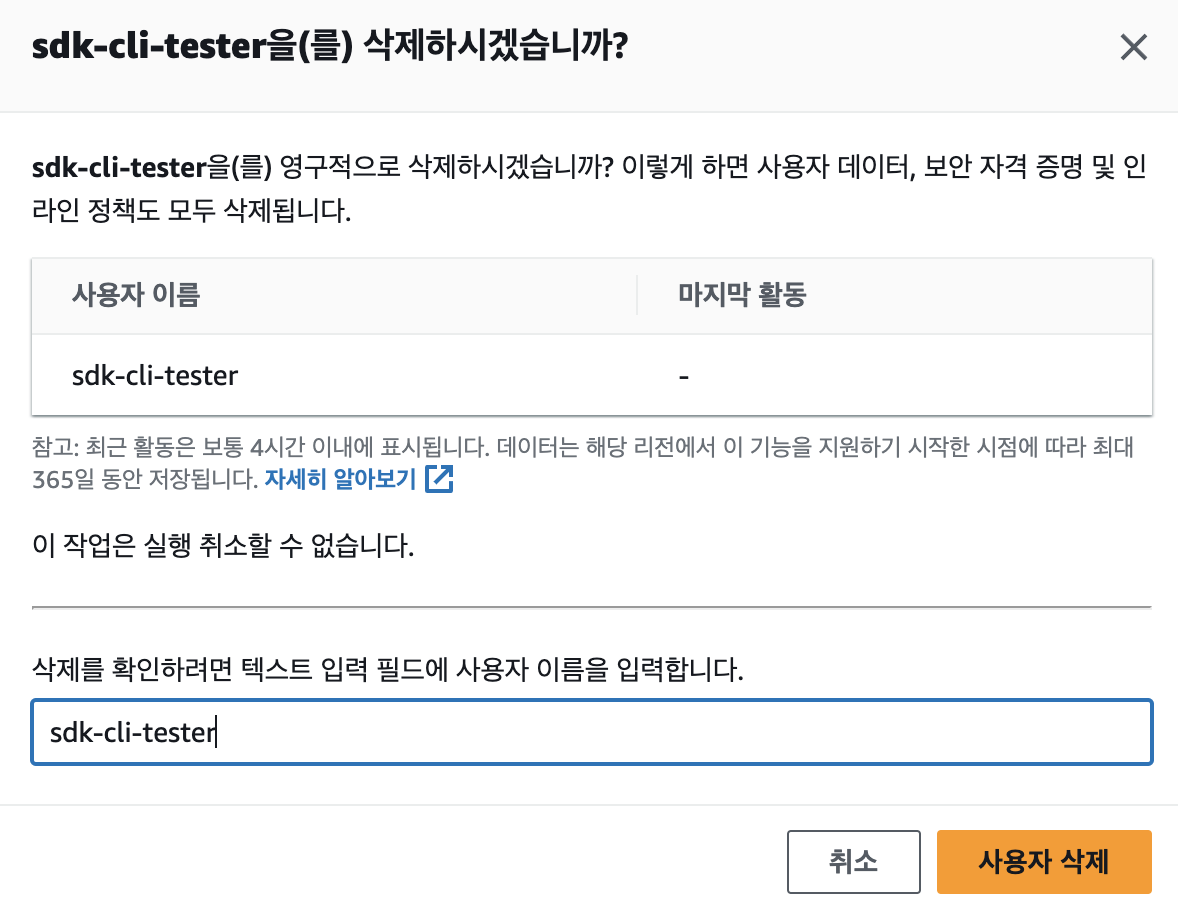 sdk-cli-tester을(를) 삭제하시겠습니까?
sdk-cli-tester을(를) 영구적으로 삭제하시겠습니까? 이렇게 하면 사용자 데이터, 보안 자격 증명 및 인
라인 정책도 모두 삭제됩니다.
사용자 이름 마지막 활동
sdk-cli-tester -
참고: 최근 활동은 보통 4시간 이내에 표시됩니다. 데이터는 해당 리전에서 이 기능을 지원하기 시작한 시점에 따라 최대
365일 동안 저장됩니다. 자세히 알아보기
이 작업은 실행 취소할 수 없습니다.
삭제를 확인하려면 텍스트 입력 필드에 사용자 이름을 입력합니다.
sdk-cli-tester
취소 사용자 삭제